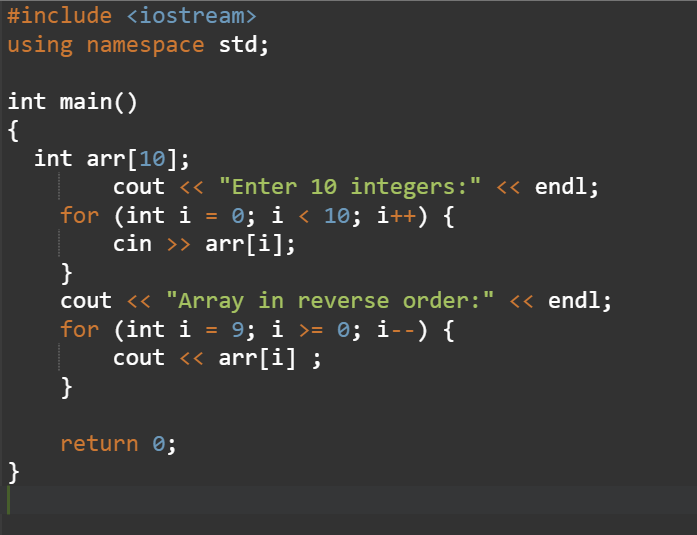 #include <iostream>
using namespace std;

int main()
{
  int arr[10];
        cout << "Enter 10 integers:" << endl;
    for (int i = 0; i < 10; i++) {
        cin >> arr[i];
    }
    cout << "Array in reverse order:" << endl;
    for (int i = 9; i >= 0; i--) {
        cout << arr[i] ;
    }

    return 0;
}